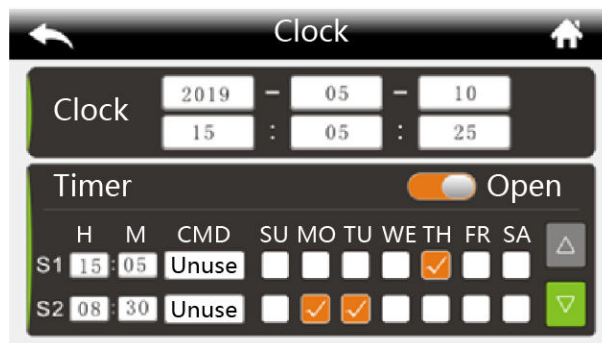 Clock
Clock 2019 - 05 - 10
15 : 05 : 25
Timer Open
H M CMD SU MO TU WE TH FR SA
S1 15 : 05 Unuse
S2 08 : 30 Unuse